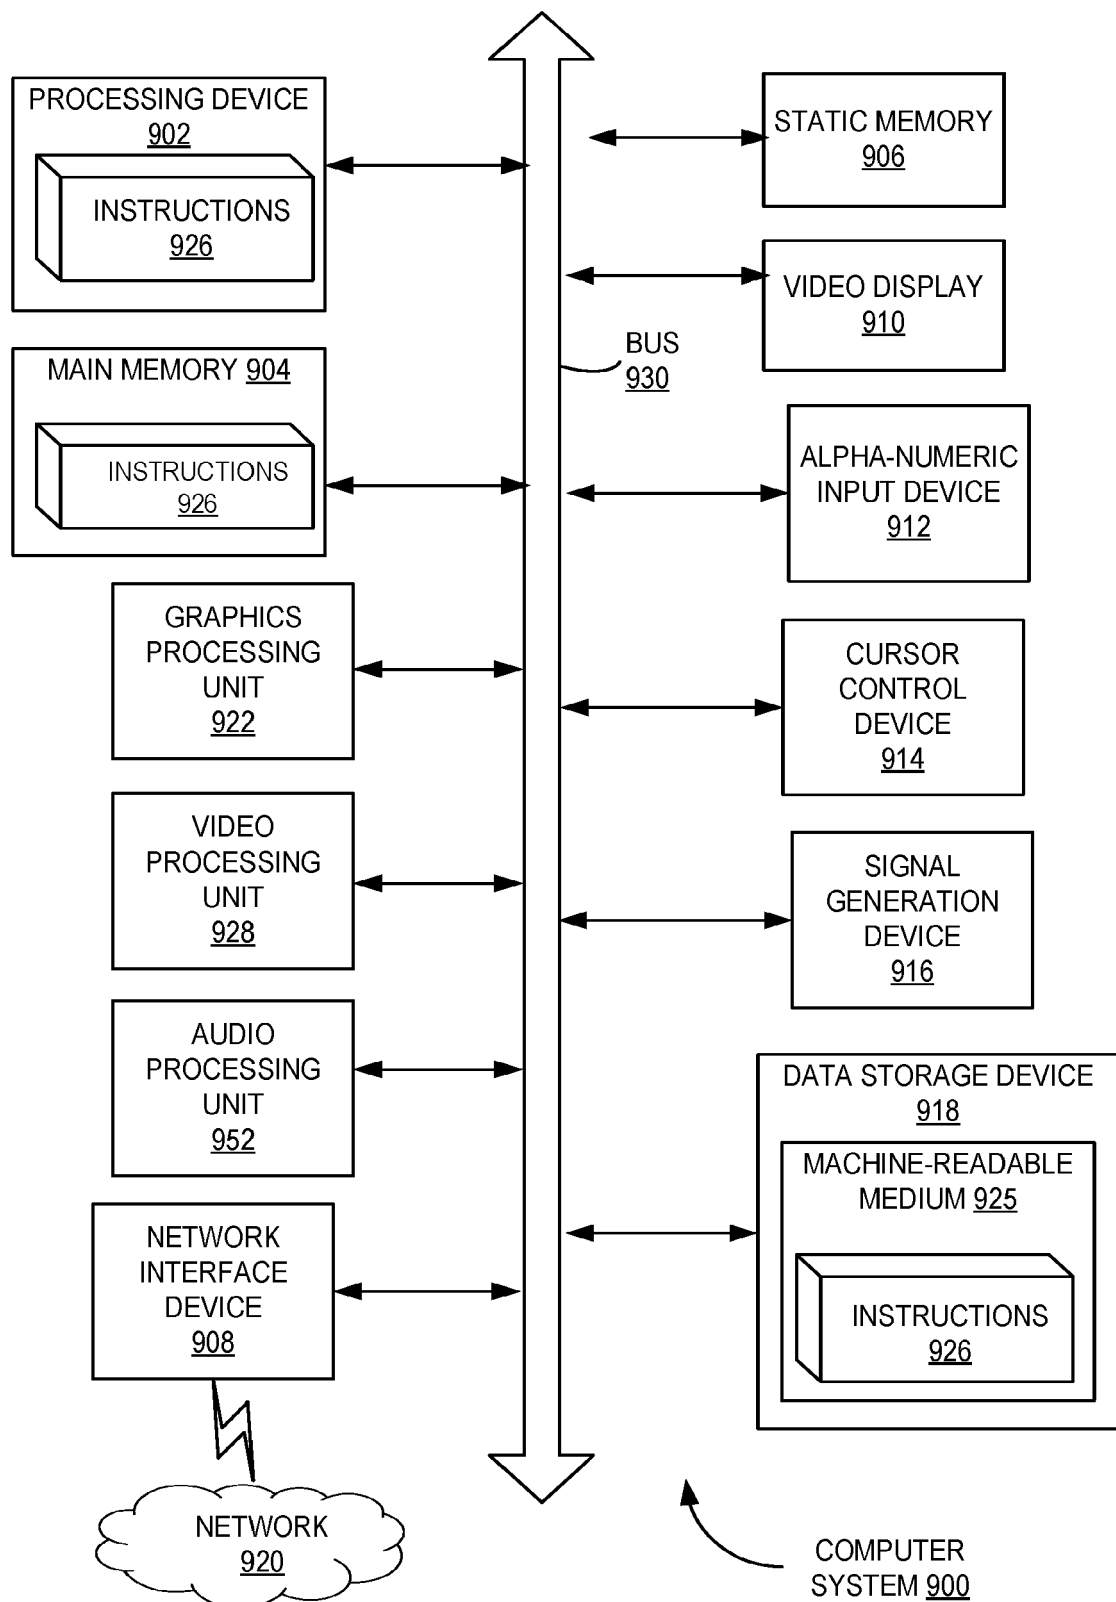 PROCESSING DEVICE
902
INSTRUCTIONS
926
MAIN MEMORY 904
INSTRUCTIONS
926
GRAPHICS
PROCESSING
UNIT
922
VIDEO
PROCESSING
UNIT
928
AUDIO
PROCESSING
UNIT
952
NETWORK
INTERFACE
DEVICE
908
NETWORK
920
BUS
930
STATIC MEMORY
906
VIDEO DISPLAY
910
ALPHA-NUMERIC
INPUT DEVICE
912
CURSOR
CONTROL
DEVICE
914
SIGNAL
GENERATION
DEVICE
916
DATA STORAGE DEVICE
918
MACHINE-READABLE
MEDIUM 925
INSTRUCTIONS
926
COMPUTER
SYSTEM 900